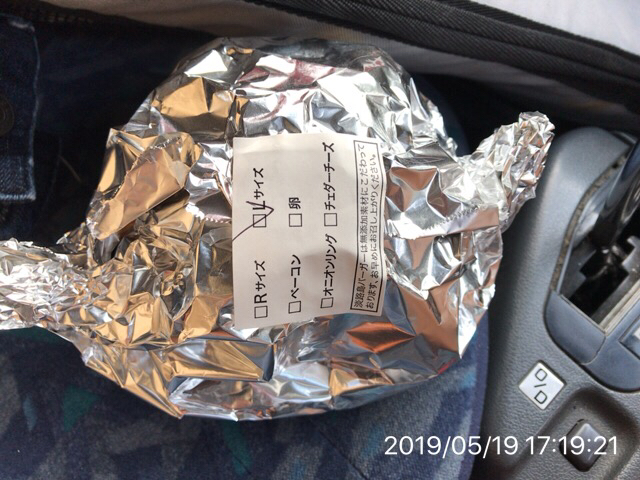 □Rサイズ □サイズ
□ベーコン □卵
□オニオンリング □チェダーチーズ
淡路島バーガーは無添加素材にこだわって
おります。お早めにお召し上がりください。
2019/05/19 17:19:21